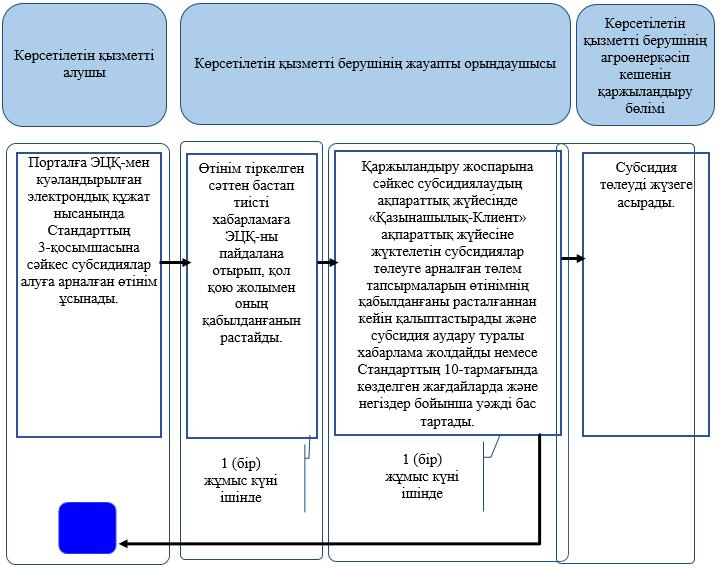 Көрсетілетін қызметті
алушы
Көрсетілетін қызметті берушінің жауапты орындаушысы
Көрсетілетін
қызметті берушінің
агроөнеркәсіп
кешенін
қаржыландыру
бөлімі
Порталға ЭЦҚ-мен
куәландырылған
электрондық құжат
нысанында
Стандарттың
3-қосымшасына
сәйкес субсидиялар
алуға арналған өтінім
ұсынады.
Өтінім тіркелген
сәттен бастап
тиісті
хабарламаға
ЭЦҚ-ны
пайдалана
отырып, қол
қою жолымен
оның
қабылданғанын
растайды.
Қаржыландыру жоспарына
сәйкес субсидиялаудың
ақпараттық жүйесінде
«Қазынашылық-Клиент»
ақпараттық жүйесіне
жүктелетін субсидиялар
төлеуге арналған төлем
тапсырмаларын өтінімнің
қабылданғаны расталғаннан
кейін қалыптастырады және
субсидия аудару туралы
хабарлама жолдайды немесе
Стандарттың 10-тармағында
көзделген жағдайларда және
негіздер бойынша уәжді бас
тартады.
Субсидия
төлеуді жүзеге
асырады.
1 (бір)
жұмыс күні
ішінде
1 (бір)
жұмыс күні
ішінде